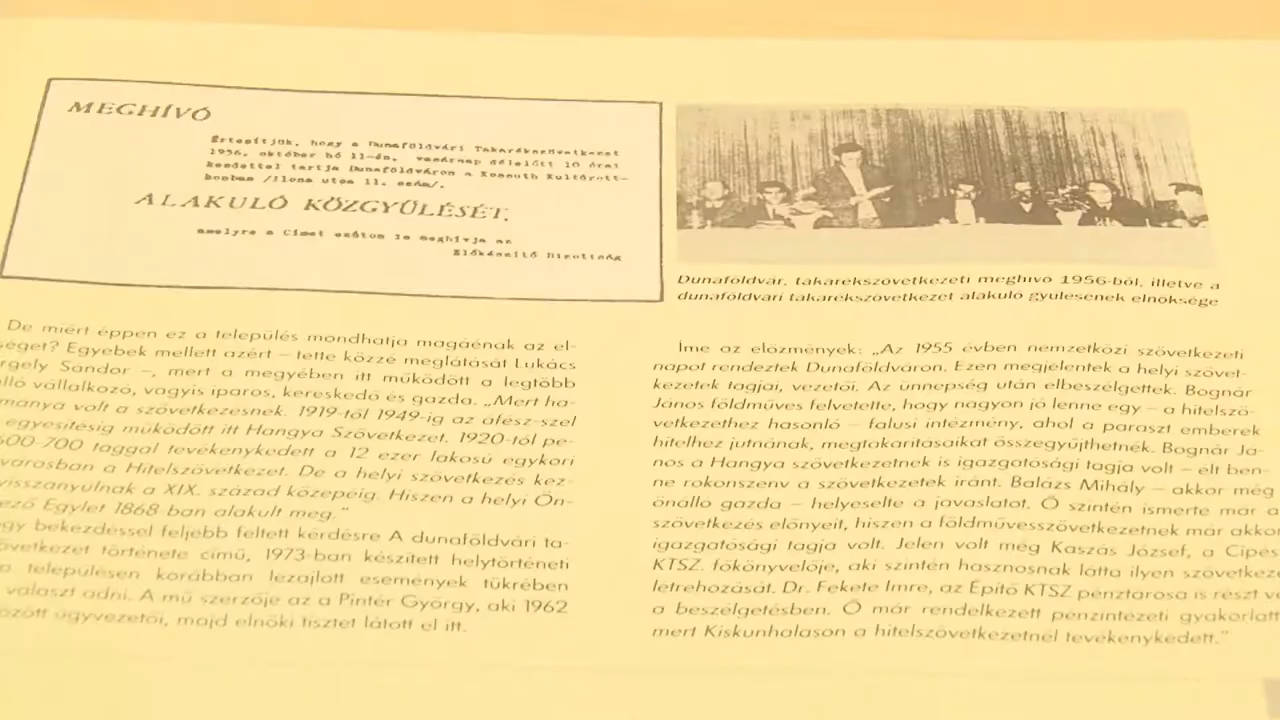 MEGHÍVÓ
Értesítjük, hogy a Dunaföldvári Takarékszövetkezet
1956. október hó 11-én, vasárnap délelőtt 10 órai
kezdettel tartja Dunaföldváron a Kossuth Kultúrott-
honban /Ilona utca 11. szám/.
ALAKULÓ KÖZGYŰLÉSÉT,
amelyre a Címet ezúton is meghívja az
Előkészítő Bizottság
Dunaföldvár, takarékszövetkezeti meghívó 1956-ból, illetve a
dunaföldvári takarékszövetkezet alakuló gyűlésének elnöksége
De miért éppen ez a település mondhatja magáénak az el-
séget? Egyebek mellett azért – tette közzé meglátását Lukács
rgely Sándor –, mert a megyében itt működött a legtöbb
lló vállalkozó, vagyis iparos, kereskedő és gazda. „Mert ha-
mánya volt a szövetkezésnek. 1919-től 1949-ig az áfész-szel
egyesítésig működött itt Hangya Szövetkezet. 1920-tól pe-
600-700 taggal tevékenykedett a 12 ezer lakosú egykori
városban a Hitelszövetkezet. De a helyi szövetkezés kez-
visszanyúlnak a XIX. század közepéig. Hiszen a helyi Ön-
ező Egylet 1868-ban alakult meg."
gy bekezdéssel feljebb feltett kérdésre A dunaföldvári ta-
övetkezet története című, 1973-ban készített helytörténeti
a településen korábban lezajlott események tükrében
választ adni. A mű szerzője az a Pintér György, aki 1962
özött ügyvezetői, majd elnöki tisztet látott el itt.
Íme az előzmények: „Az 1955 évben nemzetközi szövetkezeti
napot rendeztek Dunaföldváron. Ezen megjelentek a helyi szövet-
kezetek tagjai, vezetői. Az ünnepség után elbeszélgettek. Bognár
János földműves felvetette, hogy nagyon jó lenne egy – a hitelszö-
vetkezethez hasonló – falusi intézmény, ahol a paraszt emberek
hitelhez jutnának, megtakarításaikat összegyűjthetnék. Bognár Já-
nos a Hangya szövetkezetnek is igazgatósági tagja volt – élt ben-
ne rokonszenv a szövetkezetek iránt. Balázs Mihály – akkor még
önálló gazda – helyeselte a javaslatot. Ő szintén ismerte már a
szövetkezés előnyeit, hiszen a földművesszövetkezetnek már akkor
igazgatósági tagja volt. Jelen volt még Kaszás József, a Cipés
KTSZ. főkönyvelője, aki szintén hasznosnak látta ilyen szövetkeze
létrehozását. Dr. Fekete Imre, az Építő KTSZ pénztárosa is részt ve
a beszélgetésben. Ő már rendelkezett pénzintézeti gyakorlatt
mert Kiskunhalason a hitelszövetkezetnél tevékenykedett."